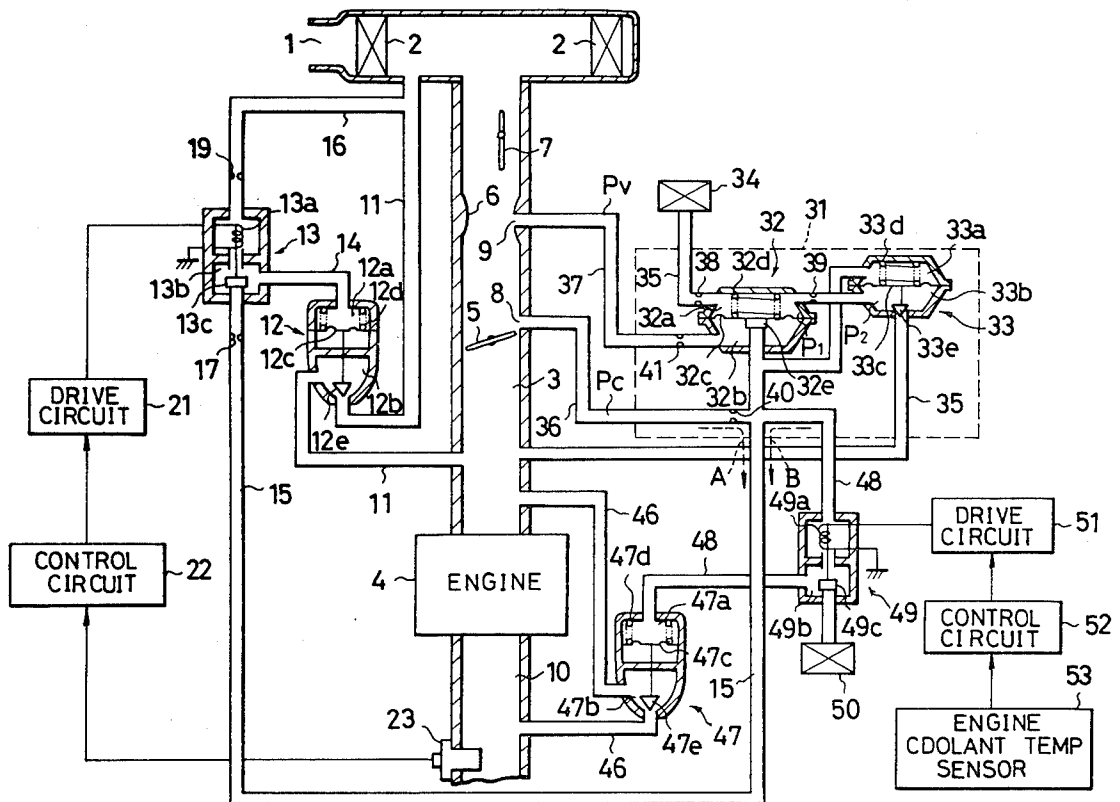 1
2
2
16
7
19
13a
13
6
Pv
34
31
11
9
32
33d
33a
14
35
38
32d
39
13b
12a
37
8
32a
33b
13c
12
12d
5
P1
P2
33
12c
41
32c
33c
33e
17
32b
32e
40
21
DRIVE
CIRCUIT
12b
3
Pc
35
12e
36
A
B
48
11
15
46
49a
DRIVE
CIRCUIT
51
CONTROL
CIRCUIT
22
4
ENGINE
47d
48
47a
49
49b
49c
CONTROL
CIRCUIT
52
47c
10
15
50
53
23
47b
47
ENGINE
CDOLANT TEMP
SENSOR
46
47e